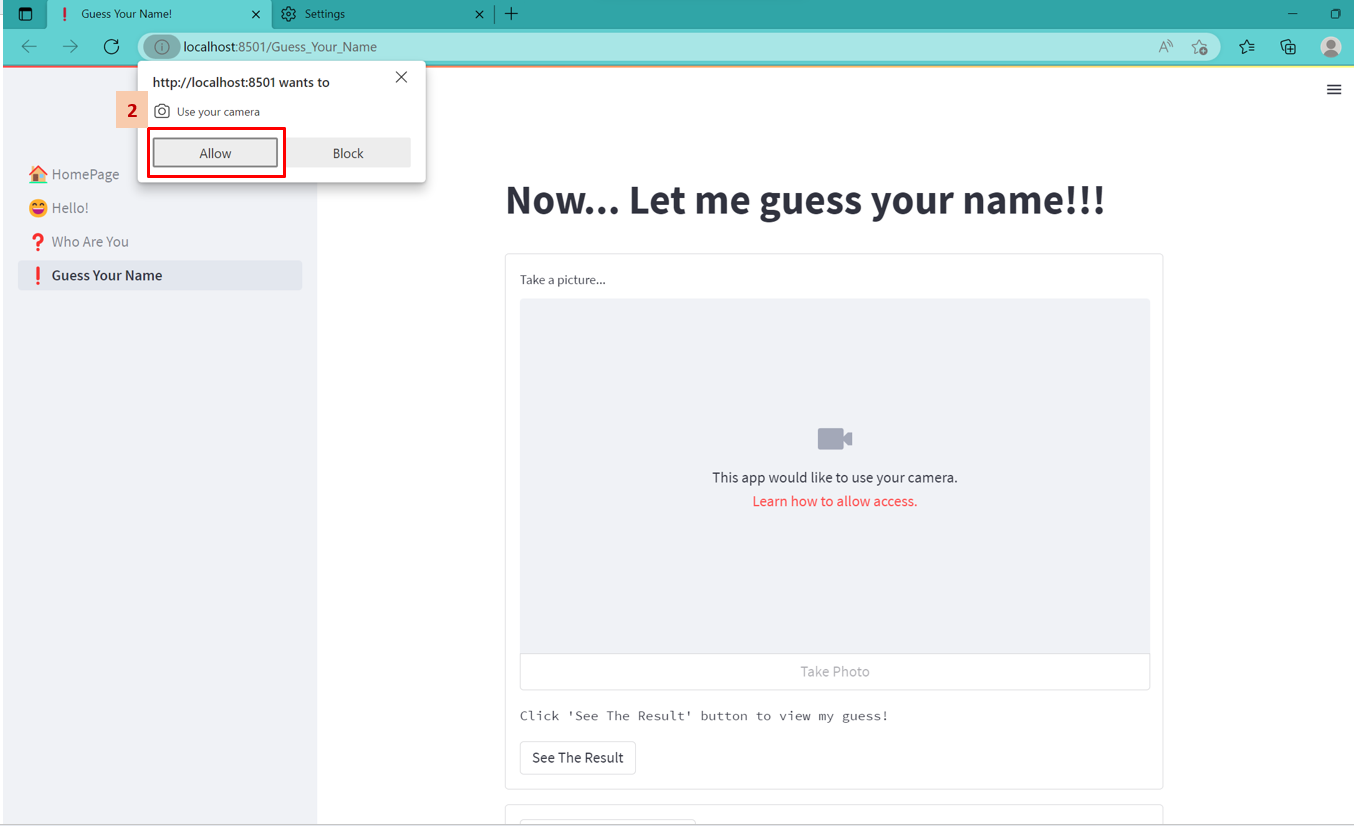 Guess Your Name!
Settings
localhost:8501/Guess_Your_Name
http://localhost:8501 wants to
2
Use your camera
Allow
Block
HomePage
Hello!
Who Are You
Guess Your Name
Now... Let me guess your name!!!
Take a picture...
This app would like to use your camera.
Learn how to allow access.
Take Photo
Click 'See The Result' button to view my guess!
See The Result